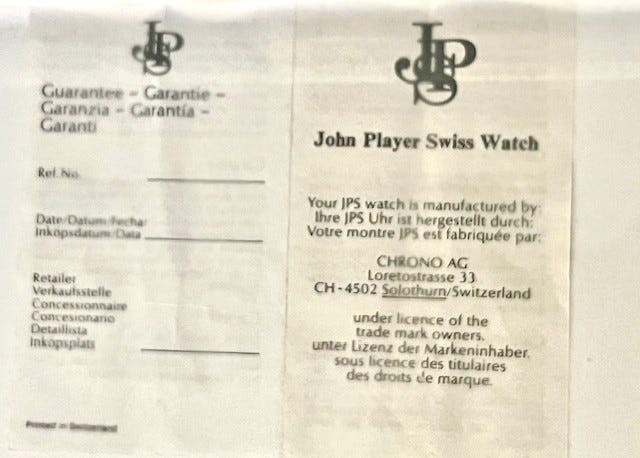 JPS
Guarantee - Garantie -
Garanzia - Garantía -
Garanti
Ref. No.
Date/Datum/Fecha/
Inköpsdatum/Data
Retailer
Verkaufsstelle
Concessionnaire
Concesionario
Detaillista
Inköpsplats
Printed in Switzerland
JPS
John Player Swiss Watch
Your JPS watch is manufactured by:
Ihre JPS Uhr ist hergestellt durch:
Votre montre JPS est fabriquée par:
CHRONO AG
Loretostrasse 33
CH-4502 Solothurn/Switzerland
under licence of the
trade mark owners.
unter Lizenz der Markeninhaber.
sous licence des titulaires
des droits de marque.